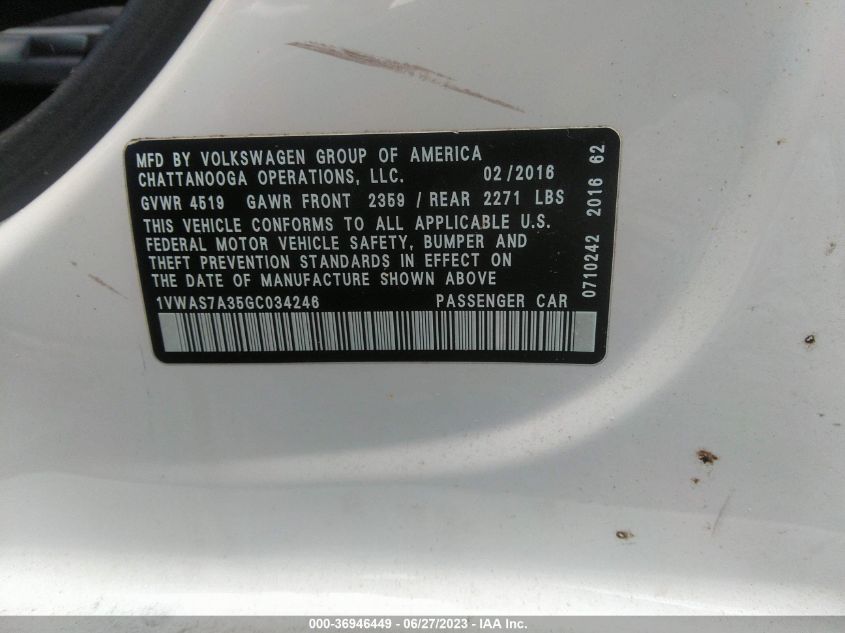 MFD BY VOLKSWAGEN GROUP OF AMERICA
CHATTANOOGA OPERATIONS, LLC. 02/2016
GVWR 4519 GAWR FRONT 2359 / REAR 2271 LBS
THIS VEHICLE CONFORMS TO ALL APPLICABLE U.S.
FEDERAL MOTOR VEHICLE SAFETY, BUMPER AND
THEFT PREVENTION STANDARDS IN EFFECT ON
THE DATE OF MANUFACTURE SHOWN ABOVE
1VWAS7A35GC034246 PASSENGER CAR
0710242 2016 62
000-36946449 - 06/27/2023 - IAA Inc.